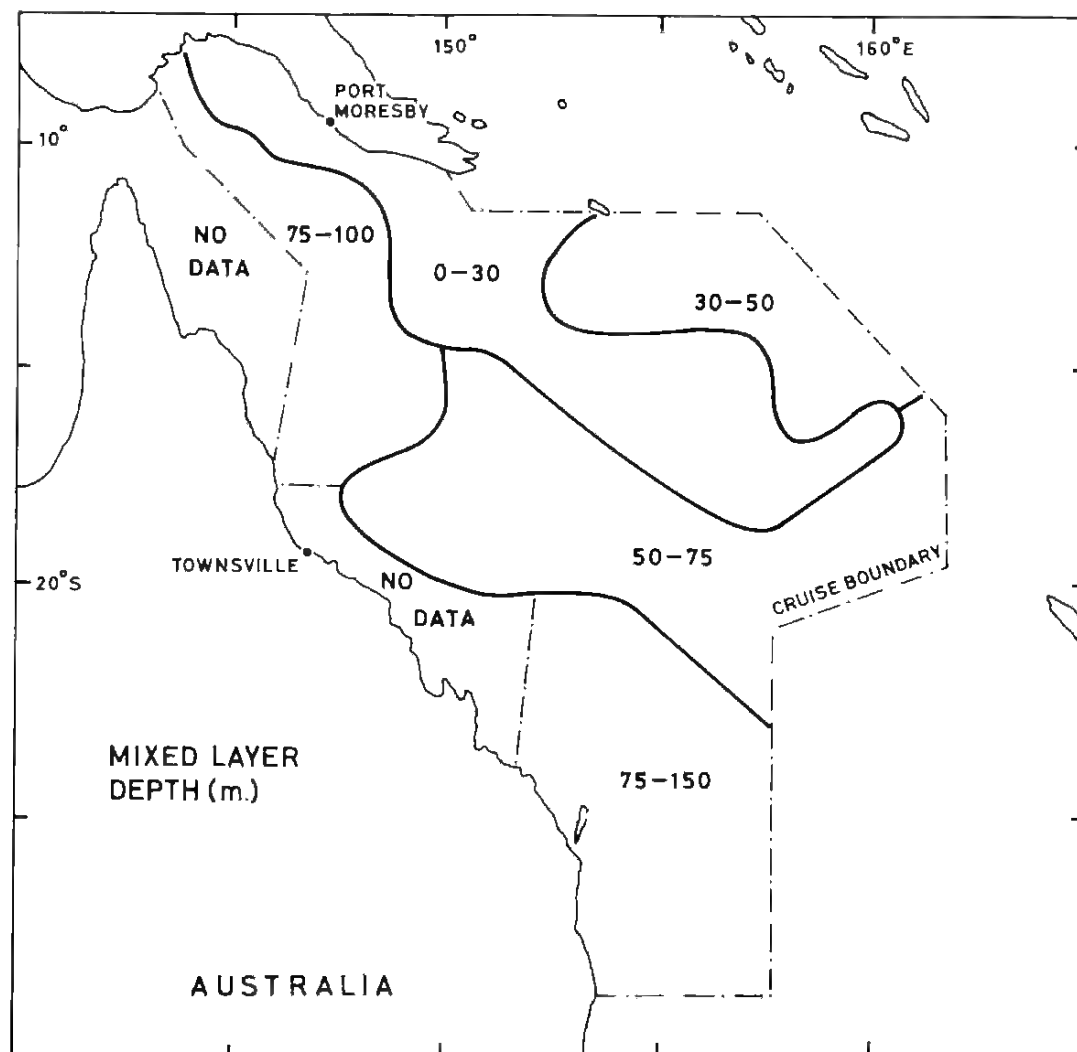 150°
160°E
PORT
MORESBY
10°
NO
DATA
75-100
0-30
30-50
TOWNSVILLE
20°S
NO
DATA
50-75
CRUISE BOUNDARY
MIXED LAYER
DEPTH (m.)
75-150
AUSTRALIA